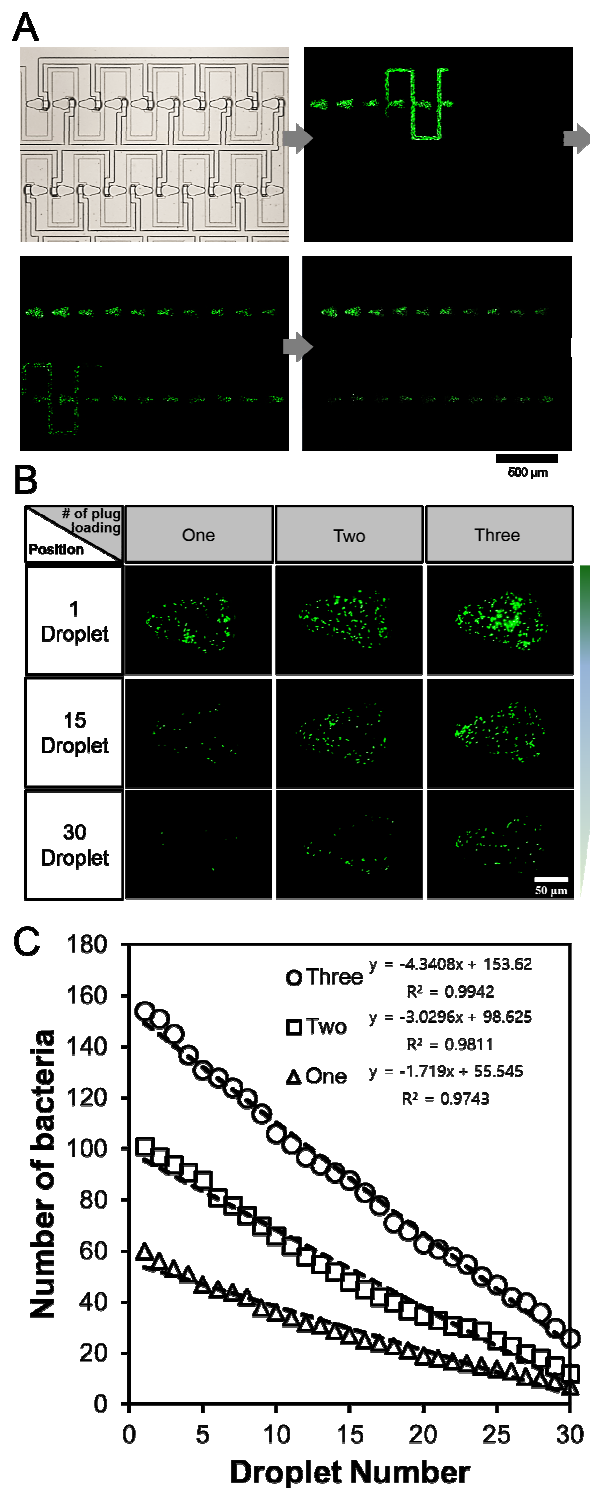 A
500 µm
B
# of plug
loading
Position
One
Two
Three
1
Droplet
15
Droplet
30
Droplet
50 µm
C
Number of bacteria
180
160
140
120
100
80
60
40
20
0
Three
y = -4.3408x + 153.62
R² = 0.9942
Two
y = -3.0296x + 98.625
R² = 0.9811
One
y = -1.719x + 55.545
R² = 0.9743
0
5
10
15
20
25
30
Droplet Number